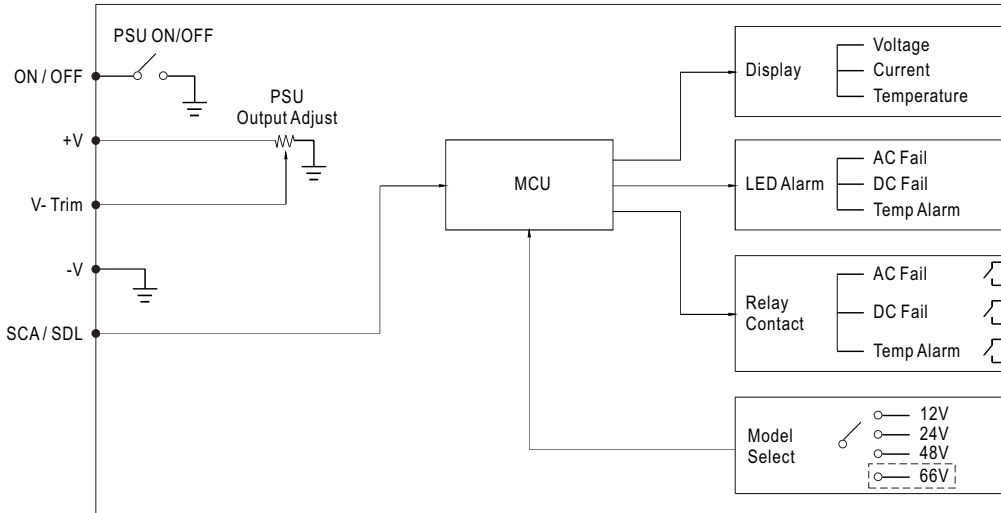 PSU ON/OFF
ON / OFF
PSU
Output Adjust
+V
V- Trim
-V
SCA / SDL
MCU
Display
Voltage
Current
Temperature
LED Alarm
AC Fail
DC Fail
Temp Alarm
Relay
Contact
AC Fail
DC Fail
Temp Alarm
Model
Select
12V
24V
48V
66V